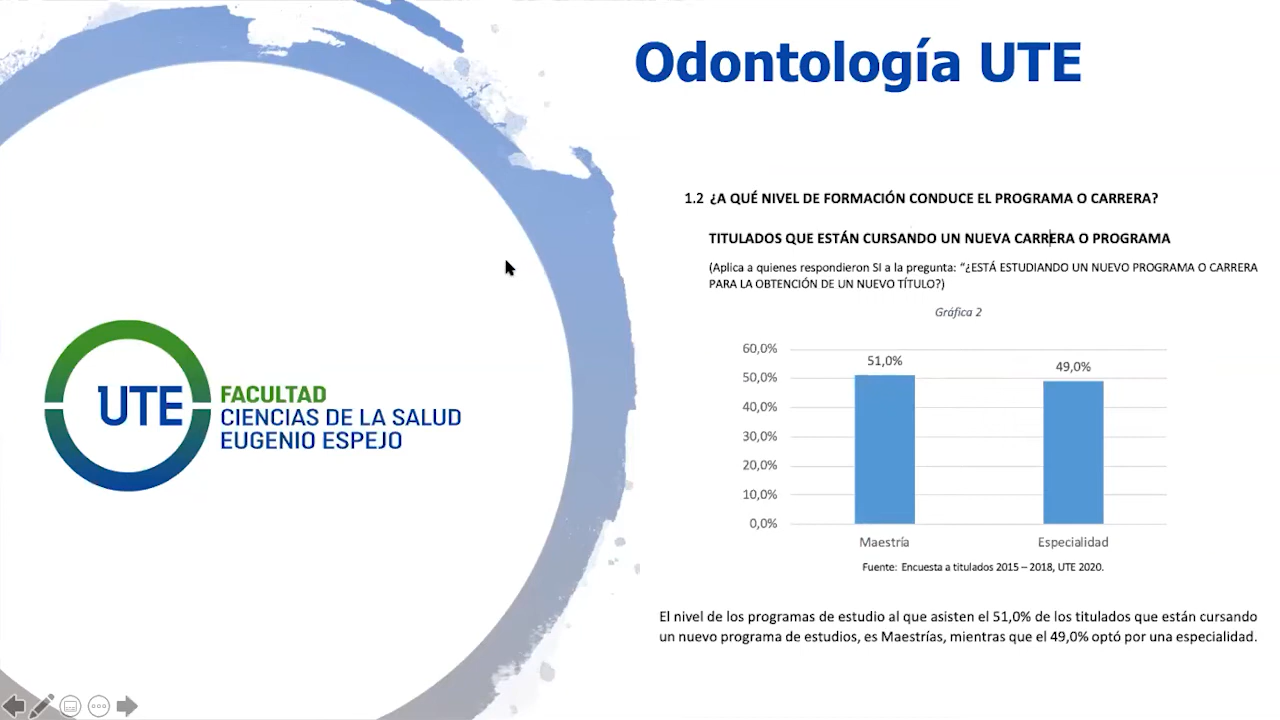 Odontología UTE
UTE
FACULTAD
CIENCIAS DE LA SALUD
EUGENIO ESPEJO
1.2 ¿A QUÉ NIVEL DE FORMACIÓN CONDUCE EL PROGRAMA O CARRERA?
TITULADOS QUE ESTÁN CURSANDO UN NUEVA CARRERA O PROGRAMA
(Aplica a quienes respondieron SI a la pregunta: “¿ESTÁ ESTUDIANDO UN NUEVO PROGRAMA O CARRERA
PARA LA OBTENCIÓN DE UN NUEVO TÍTULO?)
Gráfica 2
60,0%
50,0%
40,0%
30,0%
20,0%
10,0%
0,0%
51,0%
49,0%
Maestría
Especialidad
Fuente: Encuesta a titulados 2015 – 2018, UTE 2020.
El nivel de los programas de estudio al que asisten el 51,0% de los titulados que están cursando
un nuevo programa de estudios, es Maestrías, mientras que el 49,0% optó por una especialidad.